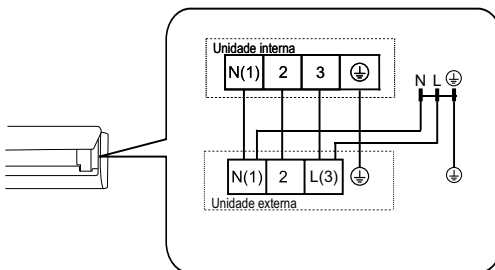 Unidade interna
N(1) 2 3
N L
N(1) 2 L(3)
Unidade externa